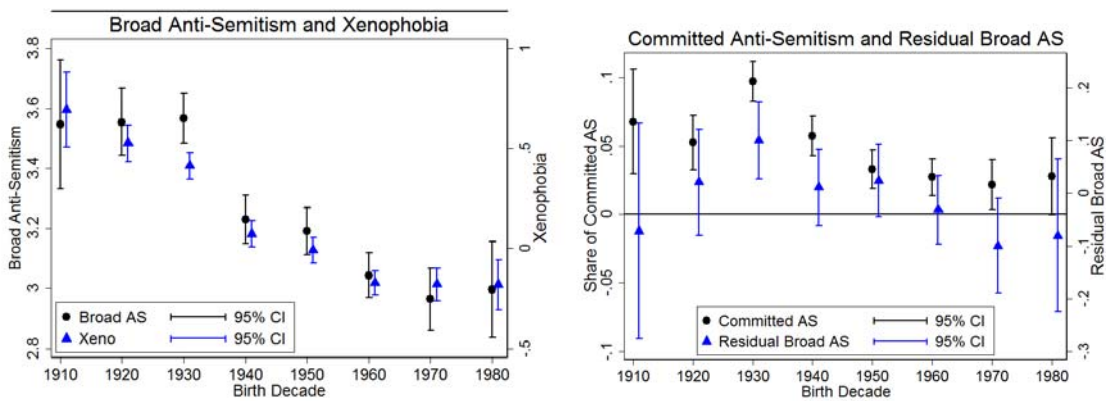 Broad Anti-Semitism and Xenophobia
3.8
3.6
3.4
3.2
3
2.8
Broad Anti-Semitism
1
.5
0
-.5
Xenophobia
Broad AS 95% CI
Xeno 95% CI
1910 1920 1930 1940 1950 1960 1970 1980
Birth Decade
Committed Anti-Semitism and Residual Broad AS
.1
.05
0
-.05
-.1
Share of Committed AS
.2
.1
0
-.1
-.2
-.3
Residual Broad AS
Committed AS 95% CI
Residual Broad AS 95% CI
1910 1920 1930 1940 1950 1960 1970 1980
Birth Decade